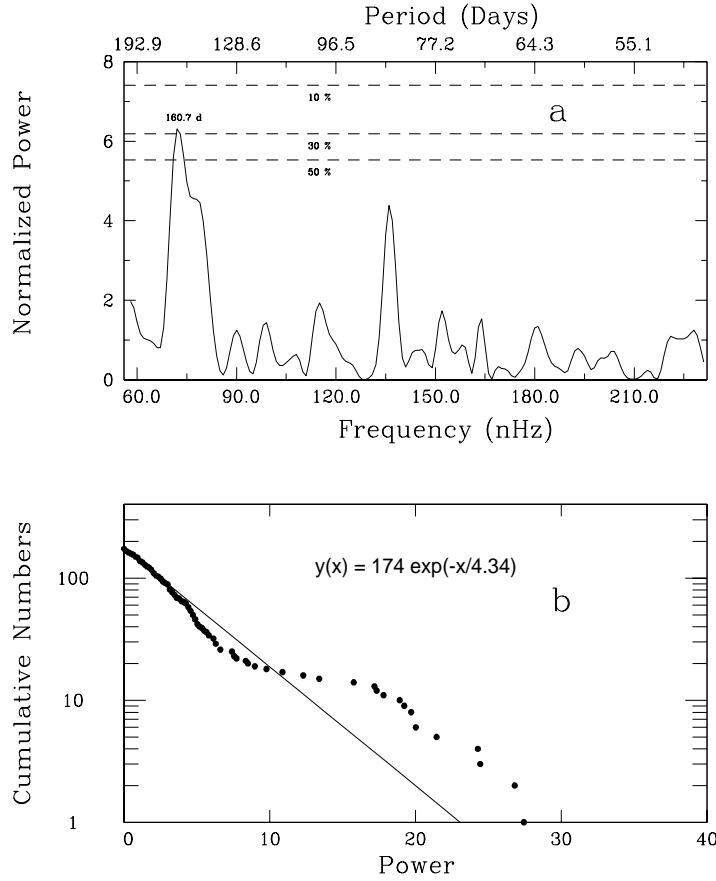 Period (Days)
192.9 128.6 96.5 77.2 64.3 55.1
Normalized Power
8
6
4
2
0
10 %
160.7 d
30 %
50 %
a
60.0 90.0 120.0 150.0 180.0 210.0
Frequency (nHz)
Cumulative Numbers
100
10
1
y(x) = 174 exp(-x/4.34)
b
0 10 20 30 40
Power